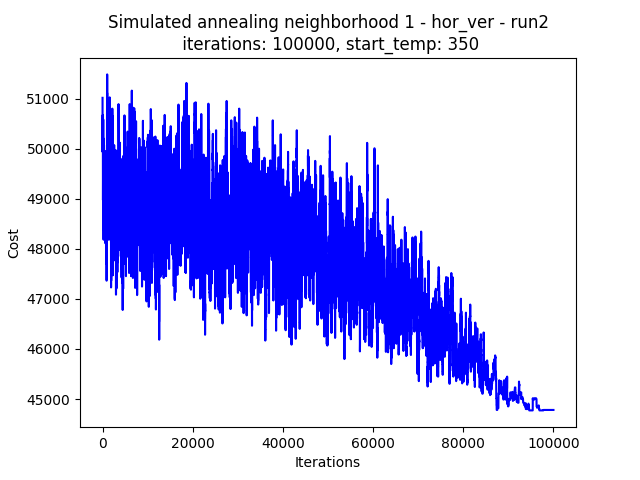 Simulated annealing neighborhood 1 - hor_ver - run2
iterations: 100000, start_temp: 350
Cost
51000
50000
49000
48000
47000
46000
45000
0 20000 40000 60000 80000 100000
Iterations